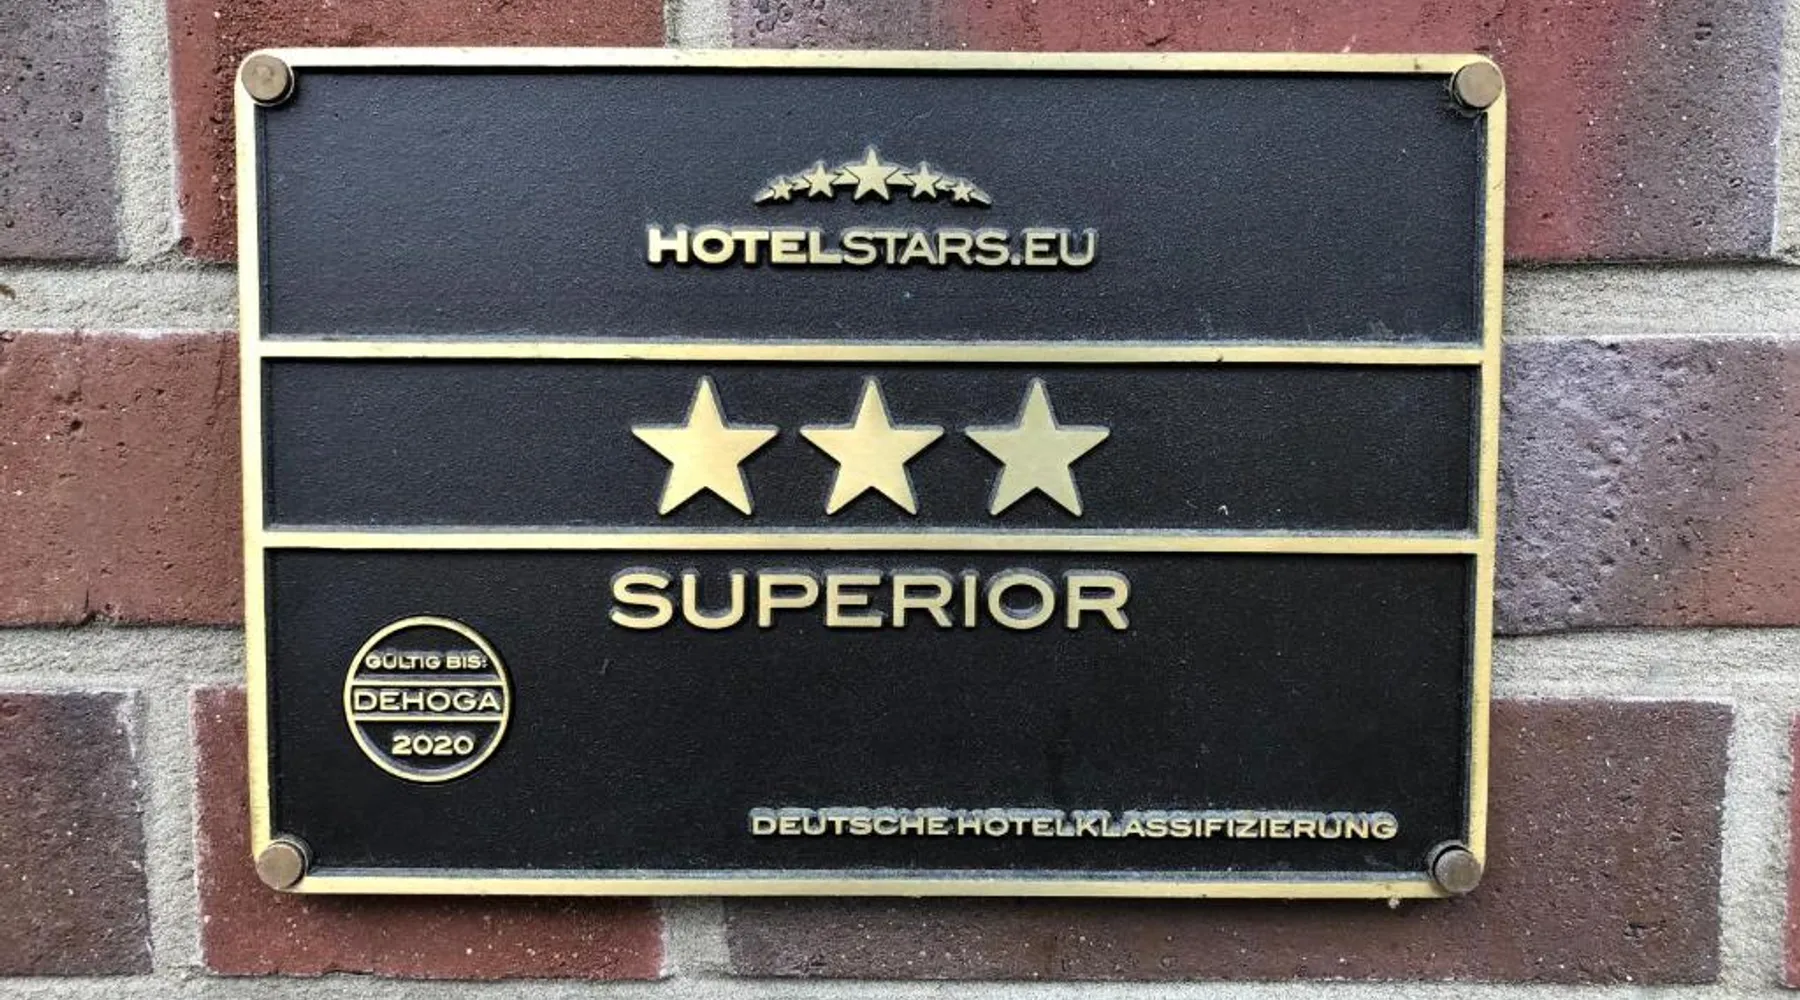 HOTELSTARS.EU
SUPERIOR
GÜLTIG BIS:
DEHOGA
2020
DEUTSCHE HOTELKLASSIFIZIERUNG